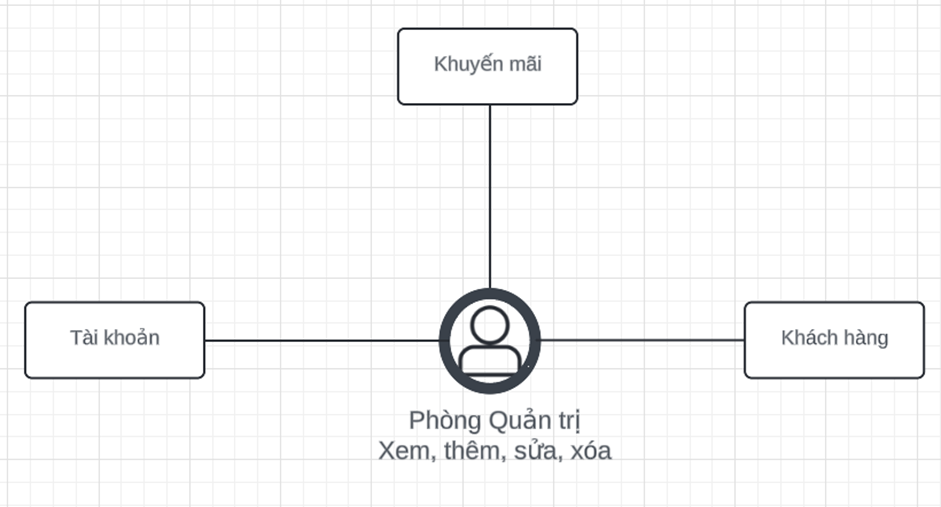 Khuyến mãi
Tài khoản
Khách hàng
Phòng Quản trị
Xem, thêm, sửa, xóa